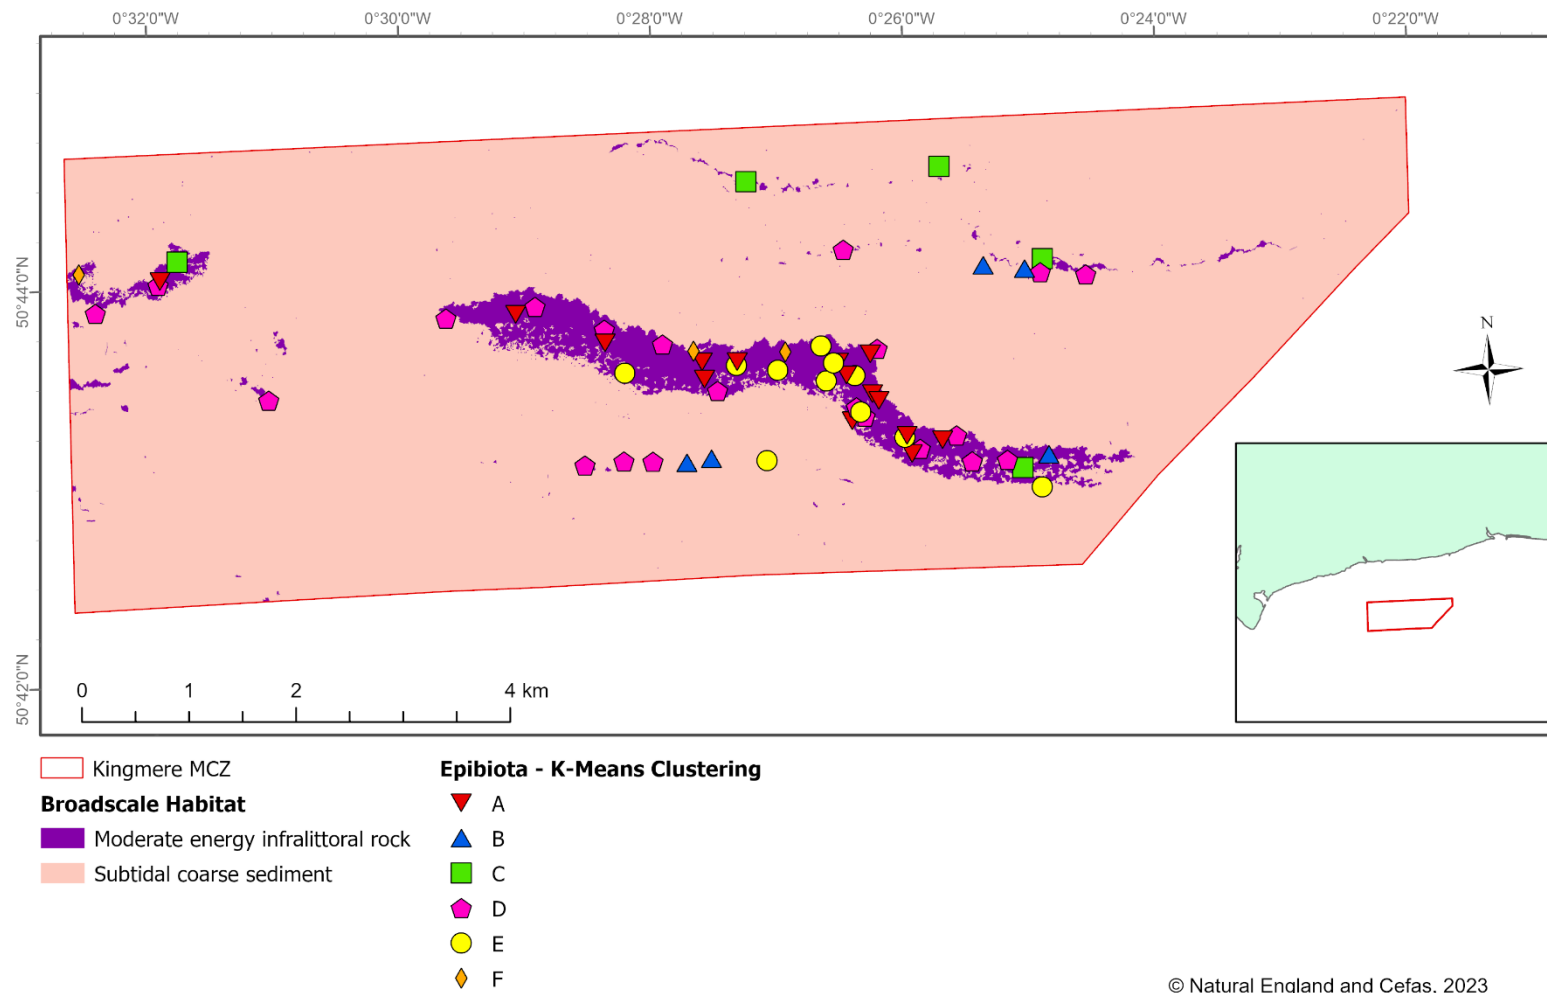 0°32'0"W 0°30'0"W 0°28'0"W 0°26'0"W 0°24'0"W 0°22'0"W
50°44'0"N
N
50°42'0"N
0 1 2 4 km
Kingmere MCZ
Broadscale Habitat
Moderate energy infralittoral rock
Subtidal coarse sediment
Epibiota - K-Means Clustering
A
B
C
D
E
F
© Natural England and Cefas, 2023